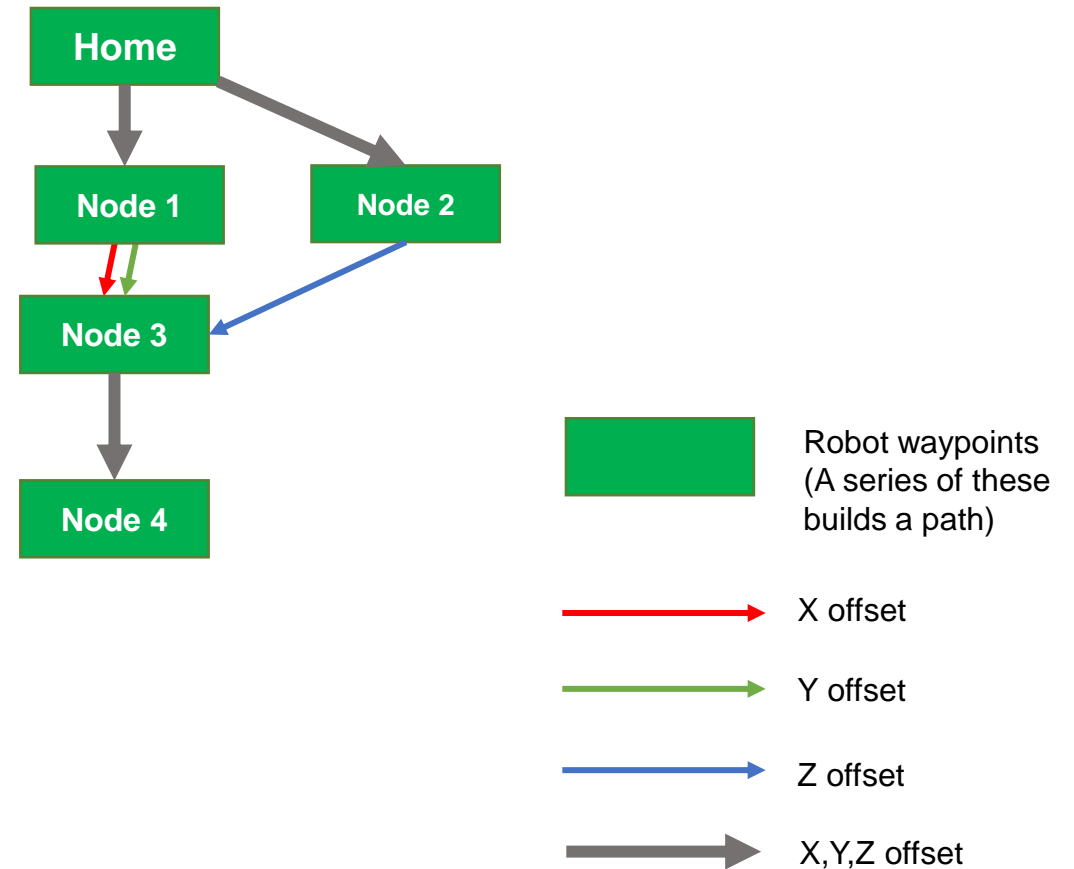 Home
Node 1
Node 2
Node 3
Node 4
Robot waypoints
(A series of these
builds a path)
X offset
Y offset
Z offset
X,Y,Z offset